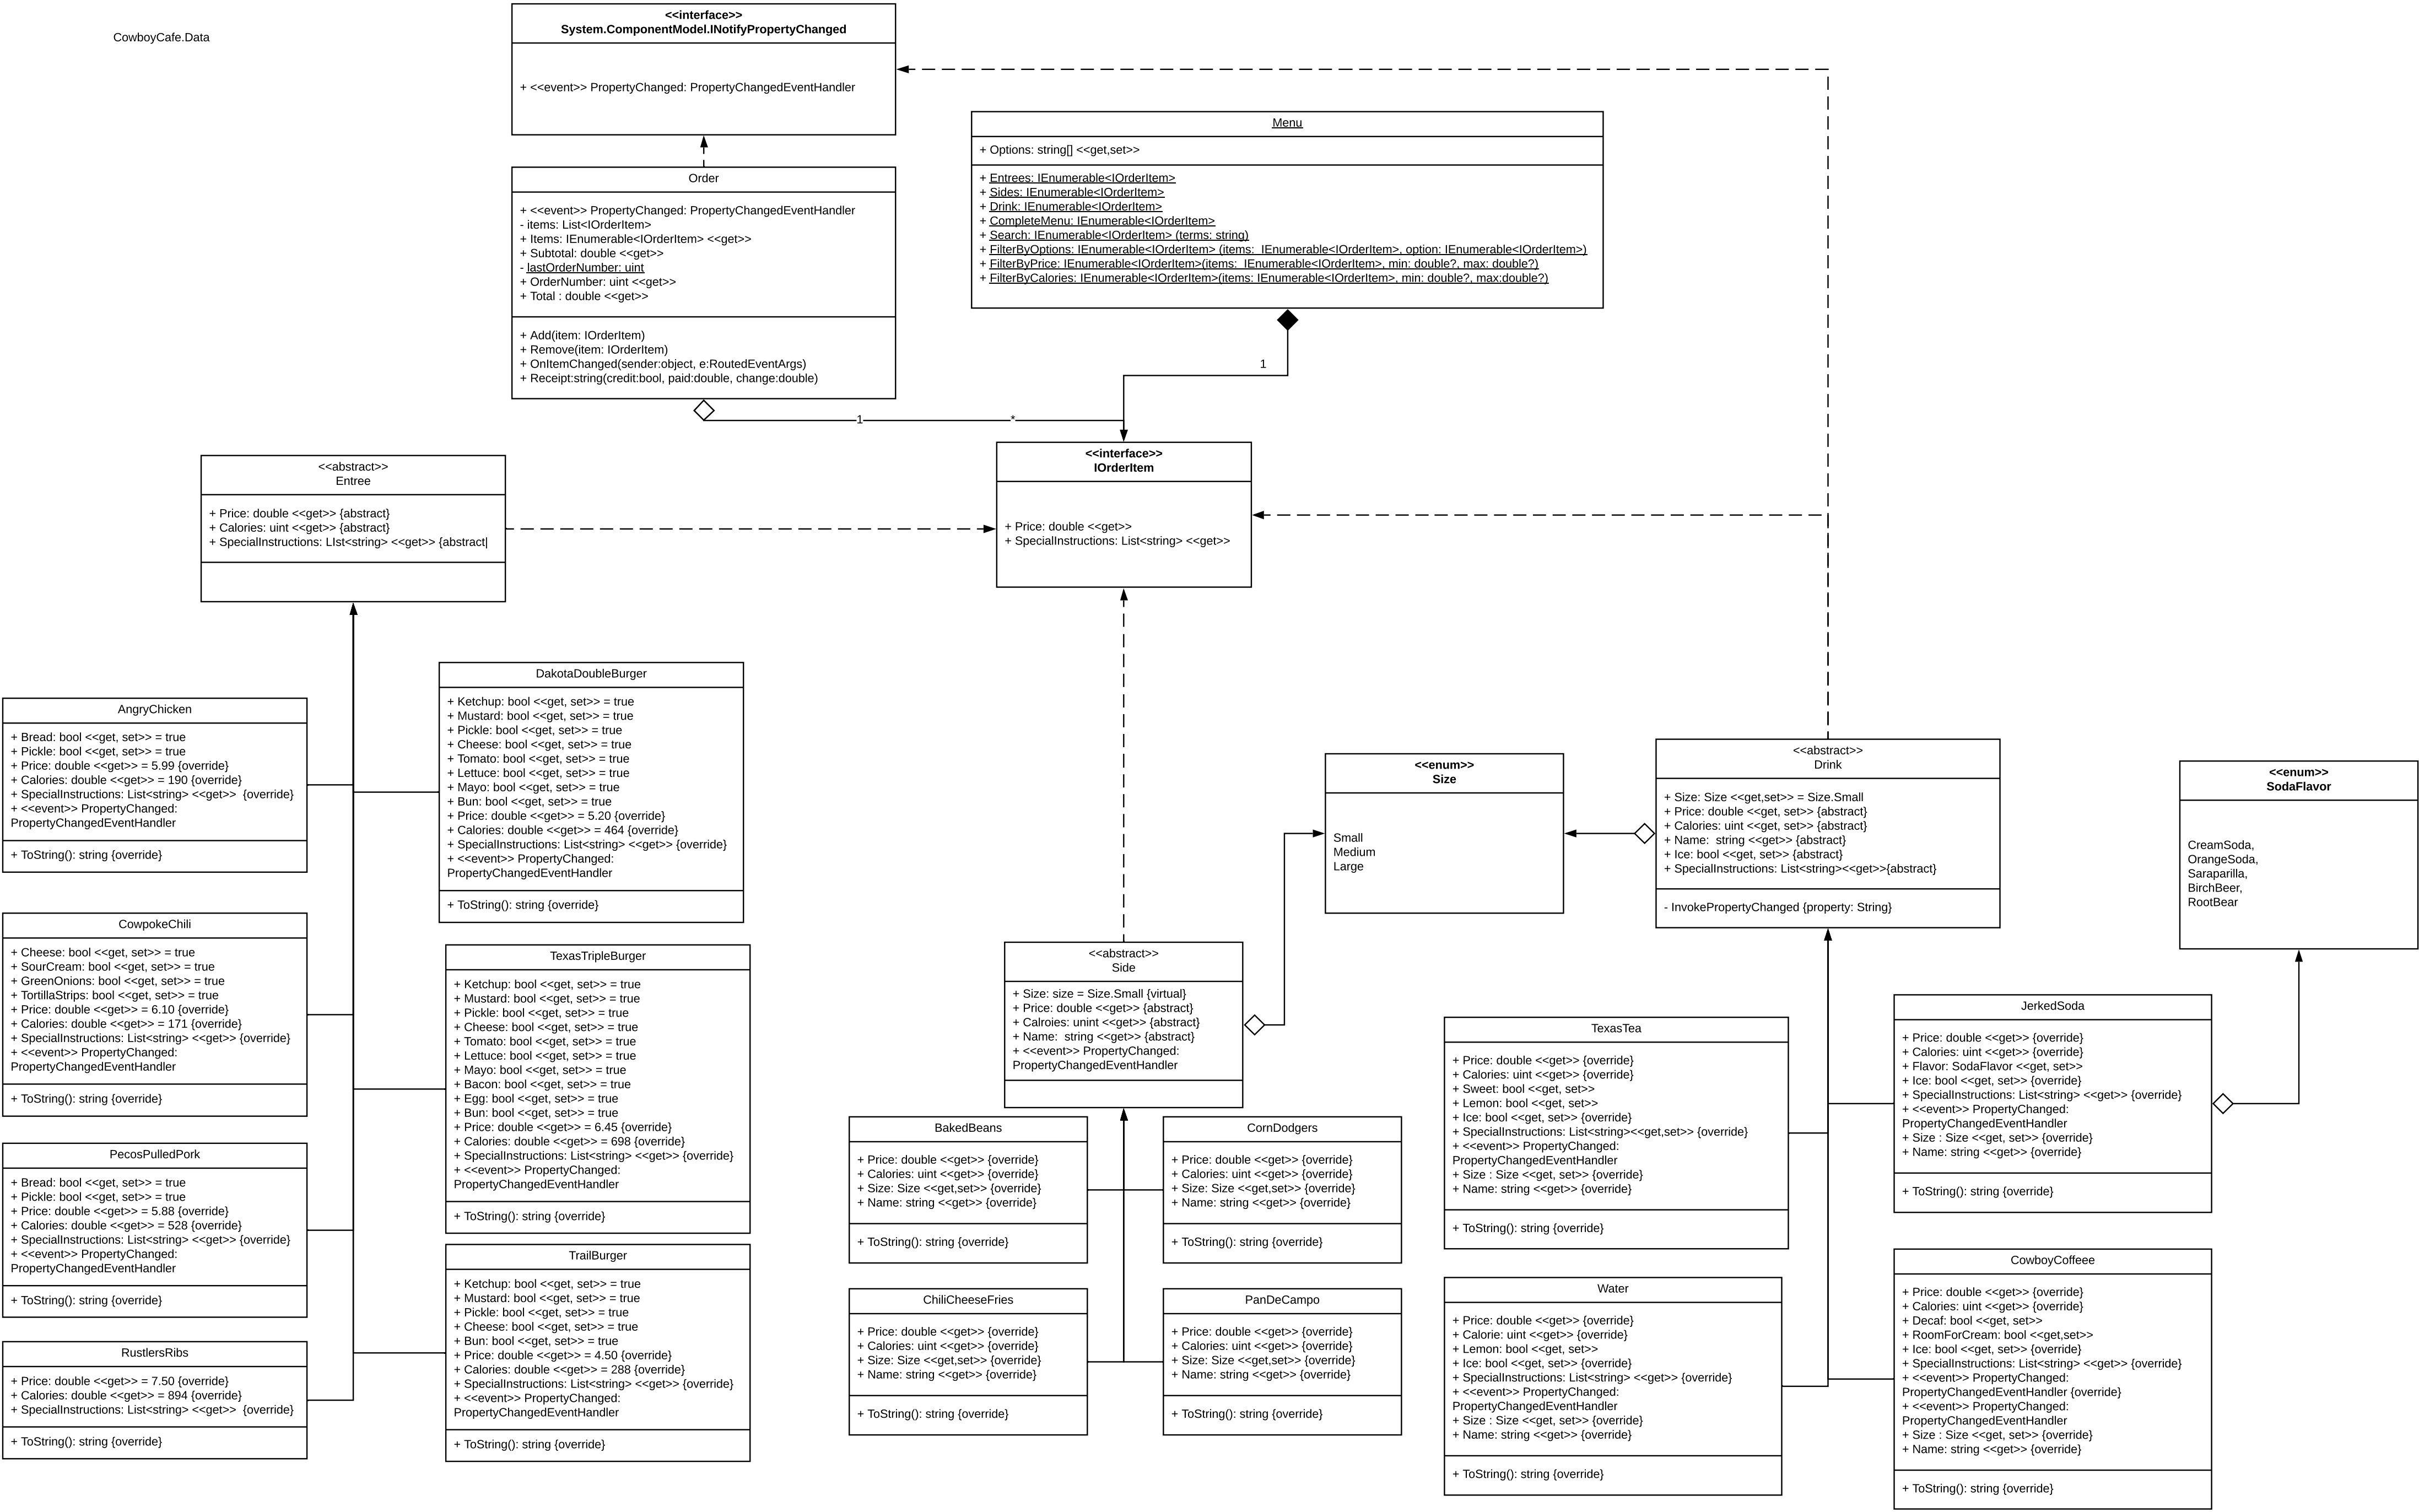 CowboyCafe.Data
<<interface>>
System.ComponentModel.INotifyPropertyChanged
+ <<event>> PropertyChanged: PropertyChangedEventHandler
Menu
+ Options: string[] <<get,set>>
+ Entrees: IEnumerable<IOrderItem>
+ Sides: IEnumerable<IOrderItem>
+ Drink: IEnumerable<IOrderItem>
+ CompleteMenu: IEnumerable<IOrderItem>
+ Search: IEnumerable<IOrderItem> (terms: string)
+ FilterByOptions: IEnumerable<IOrderItem> (items:  IEnumerable<IOrderItem>, option: IEnumerable<IOrderItem>)
+ FilterByPrice: IEnumerable<IOrderItem>(items:  IEnumerable<IOrderItem>, min: double?, max: double?)
+ FilterByCalories: IEnumerable<IOrderItem>(items: IEnumerable<IOrderItem>, min: double?, max:double?)
1
Order
+ <<event>> PropertyChanged: PropertyChangedEventHandler
- items: List<IOrderItem>
+ Items: IEnumerable<IOrderItem> <<get>>
+ Subtotal: double <<get>>
- lastOrderNumber: uint
+ OrderNumber: uint <<get>>
+ Total : double <<get>>
+ Add(item: IOrderItem)
+ Remove(item: IOrderItem)
+ OnItemChanged(sender:object, e:RoutedEventArgs)
+ Receipt:string(credit:bool, paid:double, change:double)
1
*
<<abstract>>
Entree
+ Price: double <<get>> {abstract}
+ Calories: uint <<get>> {abstract}
+ SpecialInstructions: LIst<string> <<get>> {abstract|
<<interface>>
IOrderItem
+ Price: double <<get>>
+ SpecialInstructions: List<string> <<get>>
AngryChicken
+ Bread: bool <<get, set>> = true
+ Pickle: bool <<get, set>> = true
+ Price: double <<get>> = 5.99 {override}
+ Calories: double <<get>> = 190 {override}
+ SpecialInstructions: List<string> <<get>>  {override}
+ <<event>> PropertyChanged:
PropertyChangedEventHandler
+ ToString(): string {override}
DakotaDoubleBurger
+ Ketchup: bool <<get, set>> = true
+ Mustard: bool <<get, set>> = true
+ Pickle: bool <<get, set>> = true
+ Cheese: bool <<get, set>> = true
+ Tomato: bool <<get, set>> = true
+ Lettuce: bool <<get, set>> = true
+ Mayo: bool <<get, set>> = true
+ Bun: bool <<get, set>> = true
+ Price: double <<get>> = 5.20 {override}
+ Calories: double <<get>> = 464 {override}
+ SpecialInstructions: List<string> <<get>> {override}
+ <<event>> PropertyChanged:
PropertyChangedEventHandler
+ ToString(): string {override}
CowpokeChili
+ Cheese: bool <<get, set>> = true
+ SourCream: bool <<get, set>> = true
+ GreenOnions: bool <<get, set>> = true
+ TortillaStrips: bool <<get, set>> = true
+ Price: double <<get>> = 6.10 {override}
+ Calories: double <<get>> = 171 {override}
+ SpecialInstructions: List<string> <<get>> {override}
+ <<event>> PropertyChanged:
PropertyChangedEventHandler
+ ToString(): string {override}
TexasTripleBurger
+ Ketchup: bool <<get, set>> = true
+ Mustard: bool <<get, set>> = true
+ Pickle: bool <<get, set>> = true
+ Cheese: bool <<get, set>> = true
+ Tomato: bool <<get, set>> = true
+ Lettuce: bool <<get, set>> = true
+ Mayo: bool <<get, set>> = true
+ Bacon: bool <<get, set>> = true
+ Egg: bool <<get, set>> = true
+ Bun: bool <<get, set>> = true
+ Price: double <<get>> = 6.45 {override}
+ Calories: double <<get>> = 698 {override}
+ SpecialInstructions: List<string> <<get>> {override}
+ <<event>> PropertyChanged:
PropertyChangedEventHandler
+ ToString(): string {override}
PecosPulledPork
+ Bread: bool <<get, set>> = true
+ Pickle: bool <<get, set>> = true
+ Price: double <<get>> = 5.88 {override}
+ Calories: double <<get>> = 528 {override}
+ SpecialInstructions: List<string> <<get>> {override}
+ <<event>> PropertyChanged:
PropertyChangedEventHandler
+ ToString(): string {override}
TrailBurger
+ Ketchup: bool <<get, set>> = true
+ Mustard: bool <<get, set>> = true
+ Pickle: bool <<get, set>> = true
+ Cheese: bool <<get, set>> = true
+ Bun: bool <<get, set>> = true
+ Price: double <<get>> = 4.50 {override}
+ Calories: double <<get>> = 288 {override}
+ SpecialInstructions: List<string> <<get>> {override}
+ <<event>> PropertyChanged:
PropertyChangedEventHandler
+ ToString(): string {override}
RustlersRibs
+ Price: double <<get>> = 7.50 {override}
+ Calories: double <<get>> = 894 {override}
+ SpecialInstructions: List<string> <<get>>  {override}
+ ToString(): string {override}
<<enum>>
Size
Small
Medium
Large
<<abstract>>
Drink
+ Size: Size <<get,set>> = Size.Small
+ Price: double <<get, set>> {abstract}
+ Calories: uint <<get, set>> {abstract}
+ Name:  string <<get>> {abstract}
+ Ice: bool <<get, set>> {abstract}
+ SpecialInstructions: List<string><<get>>{abstract}
- InvokePropertyChanged {property: String}
<<enum>>
SodaFlavor
CreamSoda,
OrangeSoda,
Saraparilla,
BirchBeer,
RootBear
<<abstract>>
Side
+ Size: size = Size.Small {virtual}
+ Price: double <<get>> {abstract}
+ Calroies: unint <<get>> {abstract}
+ Name:  string <<get>> {abstract}
+ <<event>> PropertyChanged:
PropertyChangedEventHandler
BakedBeans
+ Price: double <<get>> {override}
+ Calories: uint <<get>> {override}
+ Size: Size <<get,set>> {override}
+ Name: string <<get>> {override}
+ ToString(): string {override}
CornDodgers
+ Price: double <<get>> {override}
+ Calories: uint <<get>> {override}
+ Size: Size <<get,set>> {override}
+ Name: string <<get>> {override}
+ ToString(): string {override}
ChiliCheeseFries
+ Price: double <<get>> {override}
+ Calories: uint <<get>> {override}
+ Size: Size <<get,set>> {override}
+ Name: string <<get>> {override}
+ ToString(): string {override}
PanDeCampo
+ Price: double <<get>> {override}
+ Calories: uint <<get>> {override}
+ Size: Size <<get,set>> {override}
+ Name: string <<get>> {override}
+ ToString(): string {override}
TexasTea
+ Price: double <<get>> {override}
+ Calories: uint <<get>> {override}
+ Sweet: bool <<get, set>>
+ Lemon: bool <<get, set>>
+ Ice: bool <<get, set>> {override}
+ SpecialInstructions: List<string><<get,set>> {override}
+ <<event>> PropertyChanged:
PropertyChangedEventHandler
+ Size : Size <<get, set>> {override}
+ Name: string <<get>> {override}
+ ToString(): string {override}
JerkedSoda
+ Price: double <<get>> {override}
+ Calories: uint <<get>> {override}
+ Flavor: SodaFlavor <<get, set>>
+ Ice: bool <<get, set>> {override}
+ SpecialInstructions: List<string> <<get>> {override}
+ <<event>> PropertyChanged:
PropertyChangedEventHandler
+ Size : Size <<get, set>> {override}
+ Name: string <<get>> {override}
+ ToString(): string {override}
Water
+ Price: double <<get>> {override}
+ Calorie: uint <<get>> {override}
+ Lemon: bool <<get, set>>
+ Ice: bool <<get, set>> {override}
+ SpecialInstructions: List<string> <<get>> {override}
+ <<event>> PropertyChanged:
PropertyChangedEventHandler
+ Size : Size <<get, set>> {override}
+ Name: string <<get>> {override}
+ ToString(): string {override}
CowboyCoffeee
+ Price: double <<get>> {override}
+ Calories: uint <<get>> {override}
+ Decaf: bool <<get, set>>
+ RoomForCream: bool <<get,set>>
+ Ice: bool <<get, set>> {override}
+ SpecialInstructions: List<string> <<get>> {override}
+ <<event>> PropertyChanged:
PropertyChangedEventHandler {override}
+ <<event>> PropertyChanged:
PropertyChangedEventHandler
+ Size : Size <<get, set>> {override}
+ Name: string <<get>> {override}
+ ToString(): string {override}